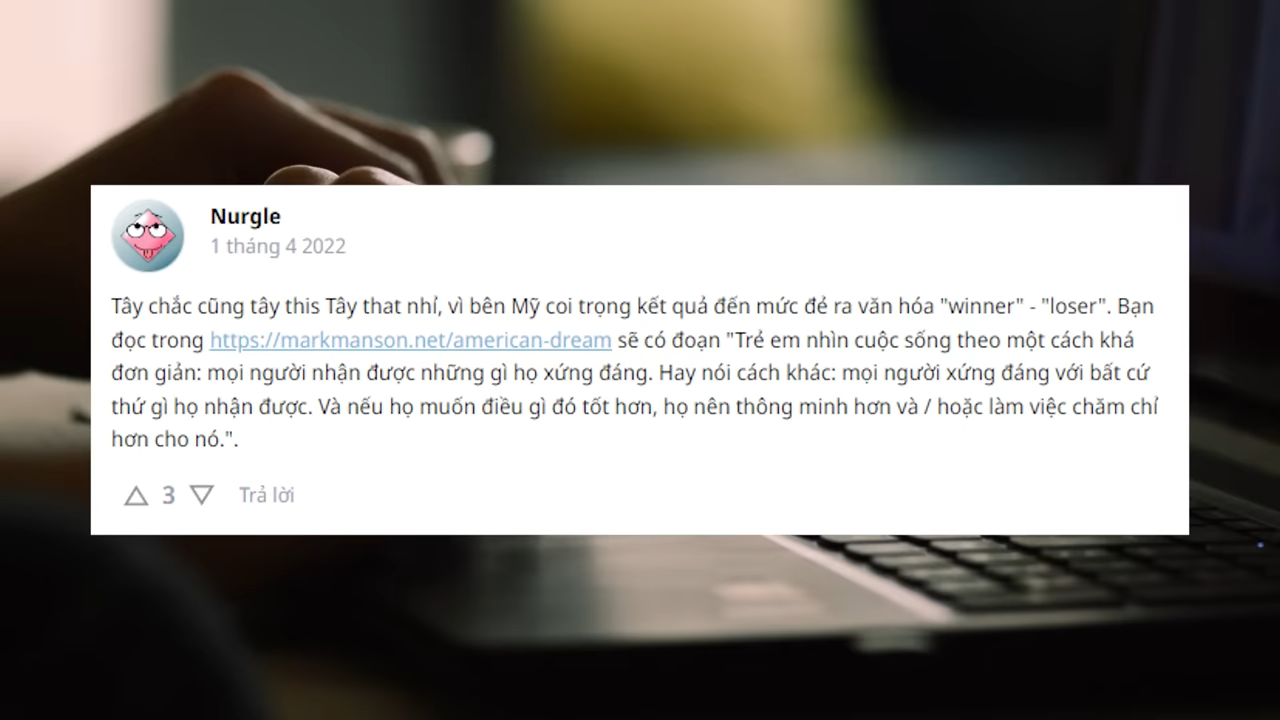 Nurgle
1 tháng 4 2022
Tây chắc cũng tây this Tây that nhỉ, vì bên Mỹ coi trọng kết quả đến mức đẻ ra văn hóa "winner" - "loser". Bạn
đọc trong https://markmanson.net/american-dream sẽ có đoạn "Trẻ em nhìn cuộc sống theo một cách khá
đơn giản: mọi người nhận được những gì họ xứng đáng. Hay nói cách khác: mọi người xứng đáng với bất cứ
thứ gì họ nhận được. Và nếu họ muốn điều gì đó tốt hơn, họ nên thông minh hơn và / hoặc làm việc chăm chỉ
hơn cho nó.".
3 Trả lời